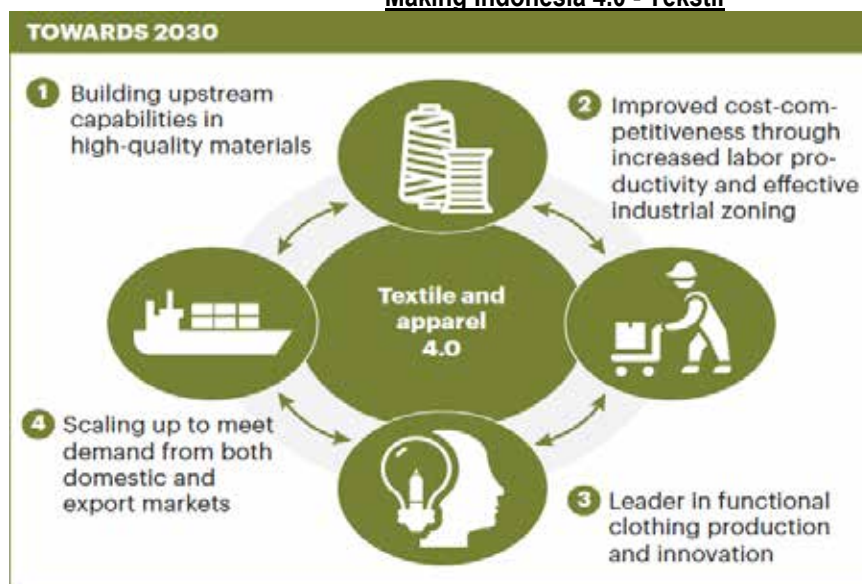 Making Indonesia 4.0 - Tekstil
TOWARDS 2030
1 Building upstream
capabilities in
high-quality materials
2 Improved cost-com-
petitiveness through
increased labor pro-
ductivity and effective
industrial zoning
Textile and
apparel
4.0
4 Scaling up to meet
demand from both
domestic and
export markets
3 Leader in functional
clothing production
and innovation